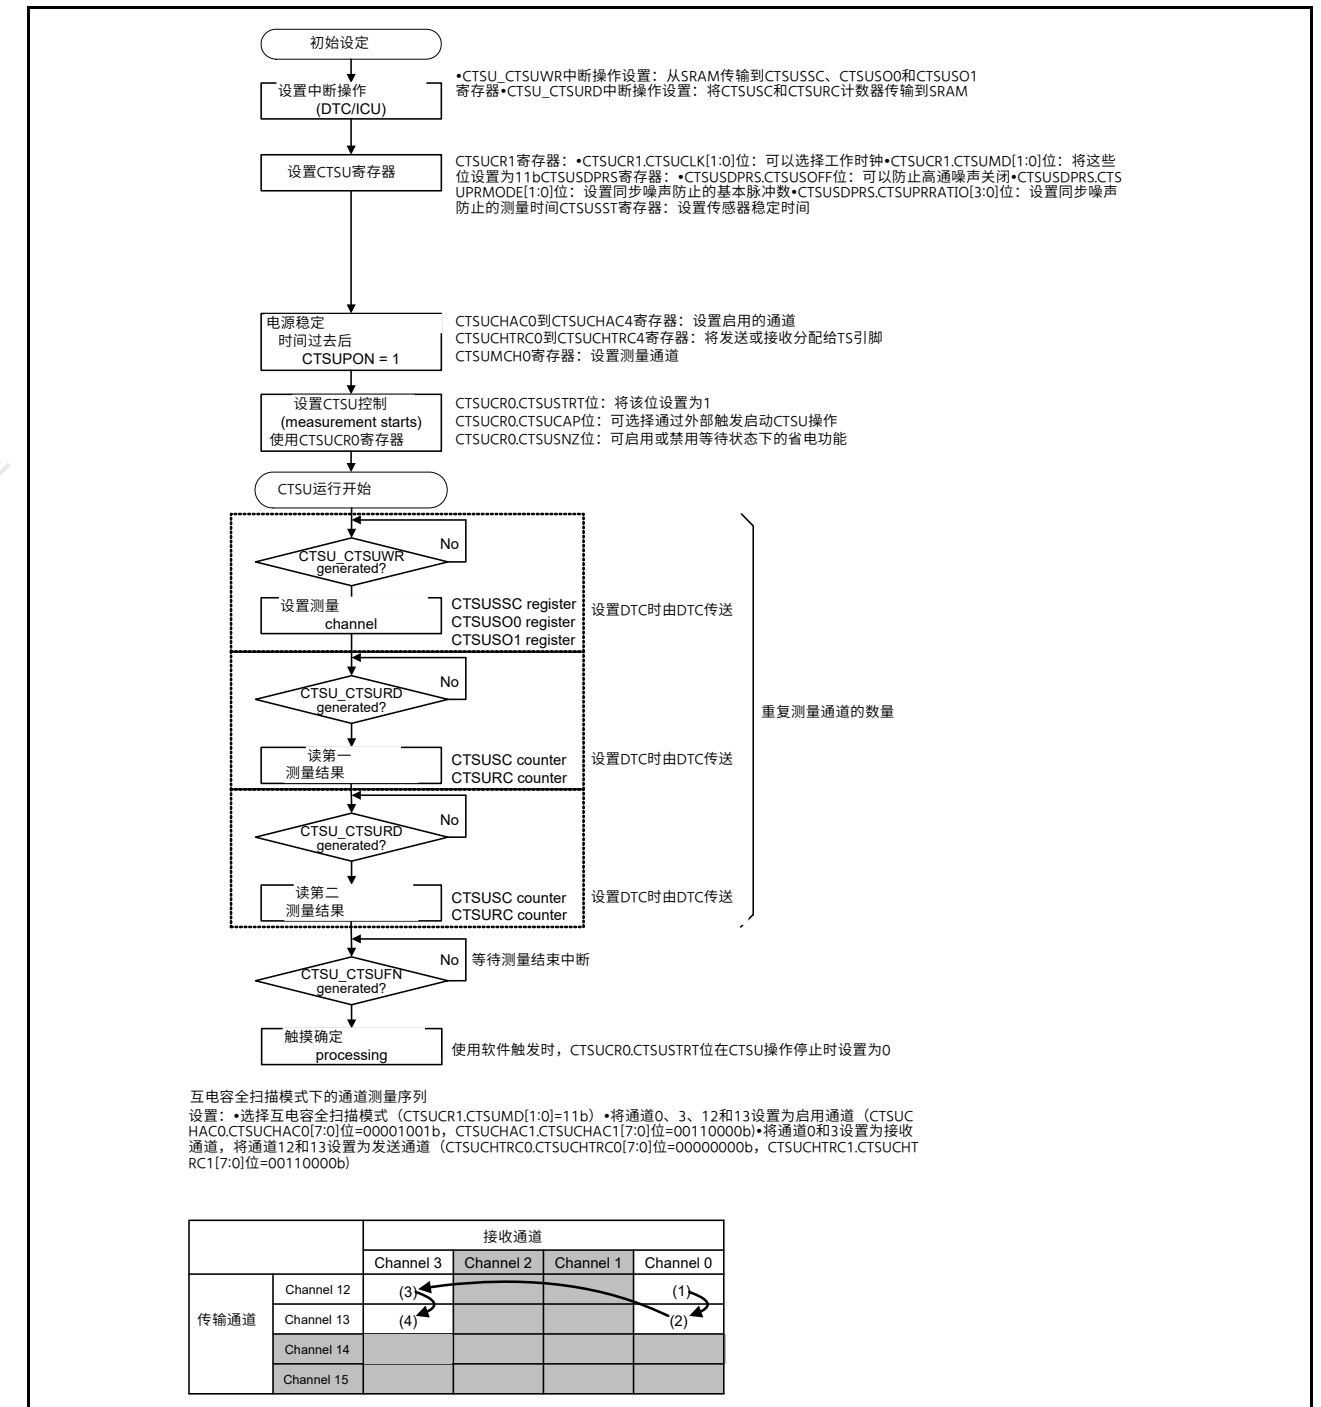 初始设定
设置中断操作
(DTC/ICU)
•CTSU_CTSUWR中断操作设置：从SRAM传输到CTSUSSC、CTSUSO0和CTSUSO1
寄存器•CTSU_CTSURD中断操作设置：将CTSUSC和CTSURC计数器传输到SRAM
设置CTSU寄存器
CTSUCR1寄存器：•CTSUCR1.CTSUCLK[1:0]位：可以选择工作时钟•CTSUCR1.CTSUMD[1:0]位：将这些
位设置为11bCTSUSDPRS寄存器：•CTSUSDPRS.CTSUSOFF位：可以防止高通噪声关闭•CTSUSDPRS.CTS
UPRMODE[1:0]位：设置同步噪声防止的基本脉冲数•CTSUSDPRS.CTSUPRRATIO[3:0]位：设置同步噪声
防止的测量时间CTSUSST寄存器：设置传感器稳定时间
电源稳定
时间过去后
CTSUPON = 1
CTSUCHAC0到CTSUCHAC4寄存器：设置启用的通道
CTSUCHTRC0到CTSUCHTRC4寄存器：将发送或接收分配给TS引脚
CTSUMCH0寄存器：设置测量通道
设置CTSU控制
(measurement starts)
使用CTSUCR0寄存器
CTSUCR0.CTSUSTRT位：将该位设置为1
CTSUCR0.CTSUCAP位：可选择通过外部触发启动CTSU操作
CTSUCR0.CTSUSNZ位：可启用或禁用等待状态下的省电功能
CTSU运行开始
No
CTSU_CTSUWR
generated?
设置测量
channel
CTSUSSC register
CTSUSO0 register
CTSUSO1 register
设置DTC时由DTC传送
No
CTSU_CTSURD
generated?
重复测量通道的数量
读第一
测量结果
CTSUSC counter
CTSURC counter
设置DTC时由DTC传送
No
CTSU_CTSURD
generated?
读第二
测量结果
CTSUSC counter
CTSURC counter
设置DTC时由DTC传送
No
等待测量结束中断
CTSU_CTSUFN
generated?
触摸确定
processing
使用软件触发时，CTSUCR0.CTSUSTRT位在CTSU操作停止时设置为0
互电容全扫描模式下的通道测量序列
设置：•选择互电容全扫描模式（CTSUCR1.CTSUMD[1:0]=11b）•将通道0、3、12和13设置为启用通道（CTSUC
HAC0.CTSUCHAC0[7:0]位=00001001b，CTSUCHAC1.CTSUCHAC1[7:0]位=00110000b)•将通道0和3设置为接收
通道，将通道12和13设置为发送通道（CTSUCHTRC0.CTSUCHTRC0[7:0]位=00000000b，CTSUCHTRC1.CTSUCHT
RC1[7:0]位=00110000b)
接收通道
Channel 3 Channel 2 Channel 1 Channel 0
传输通道
Channel 12 (3) (1)
Channel 13 (4) (2)
Channel 14
Channel 15